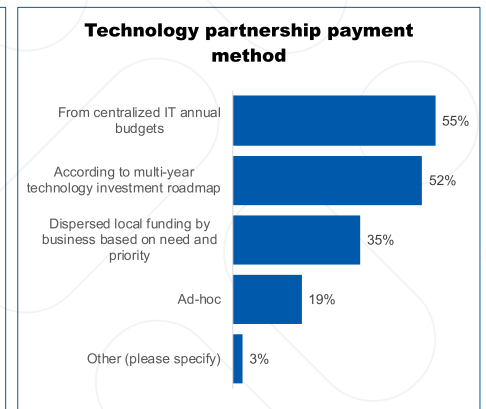 Technology partnership payment
method
From centralized IT annual
budgets
55%
According to multi-year
technology investment roadmap
52%
Dispersed local funding by
business based on need and
priority
35%
Ad-hoc
19%
Other (please specify)
3%